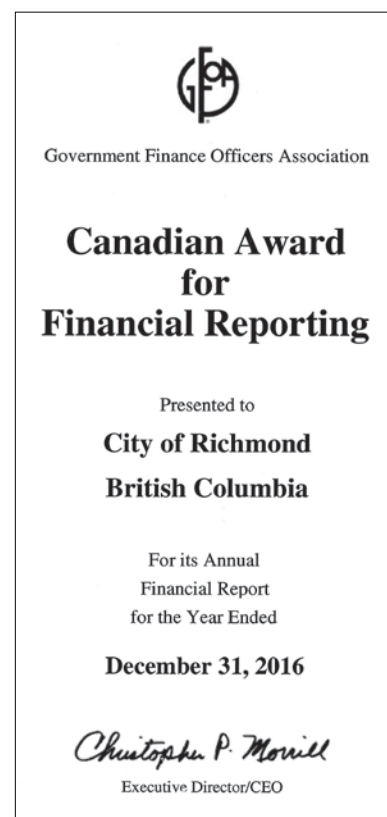 GFOA
Government Finance Officers Association
Canadian Award
for
Financial Reporting
Presented to
City of Richmond
British Columbia
For its Annual
Financial Report
for the Year Ended
December 31, 2016
Christopher P. Morrill
Executive Director/CEO